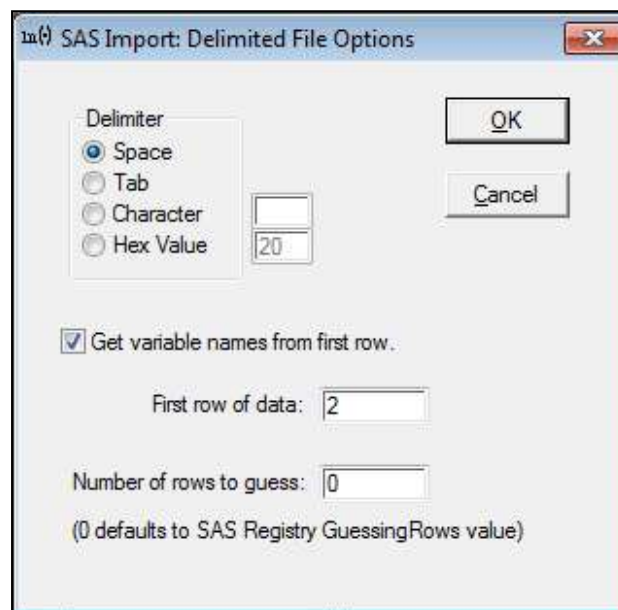 SAS Import: Delimited File Options
Delimiter
Space
Tab
Character
Hex Value 20
OK
Cancel
Get variable names from first row.
First row of data: 2
Number of rows to guess: 0
(0 defaults to SAS Registry GuessingRows value)